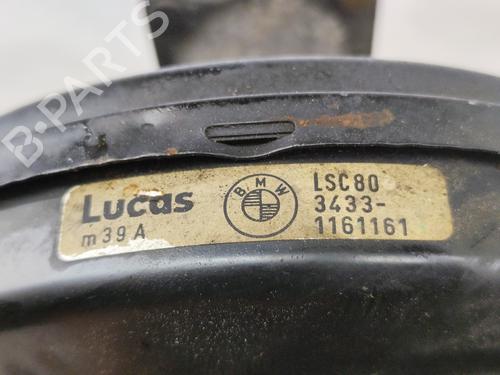 B-PARTS
Lucas
m39A
BMW
LSC80
3433-
1161161